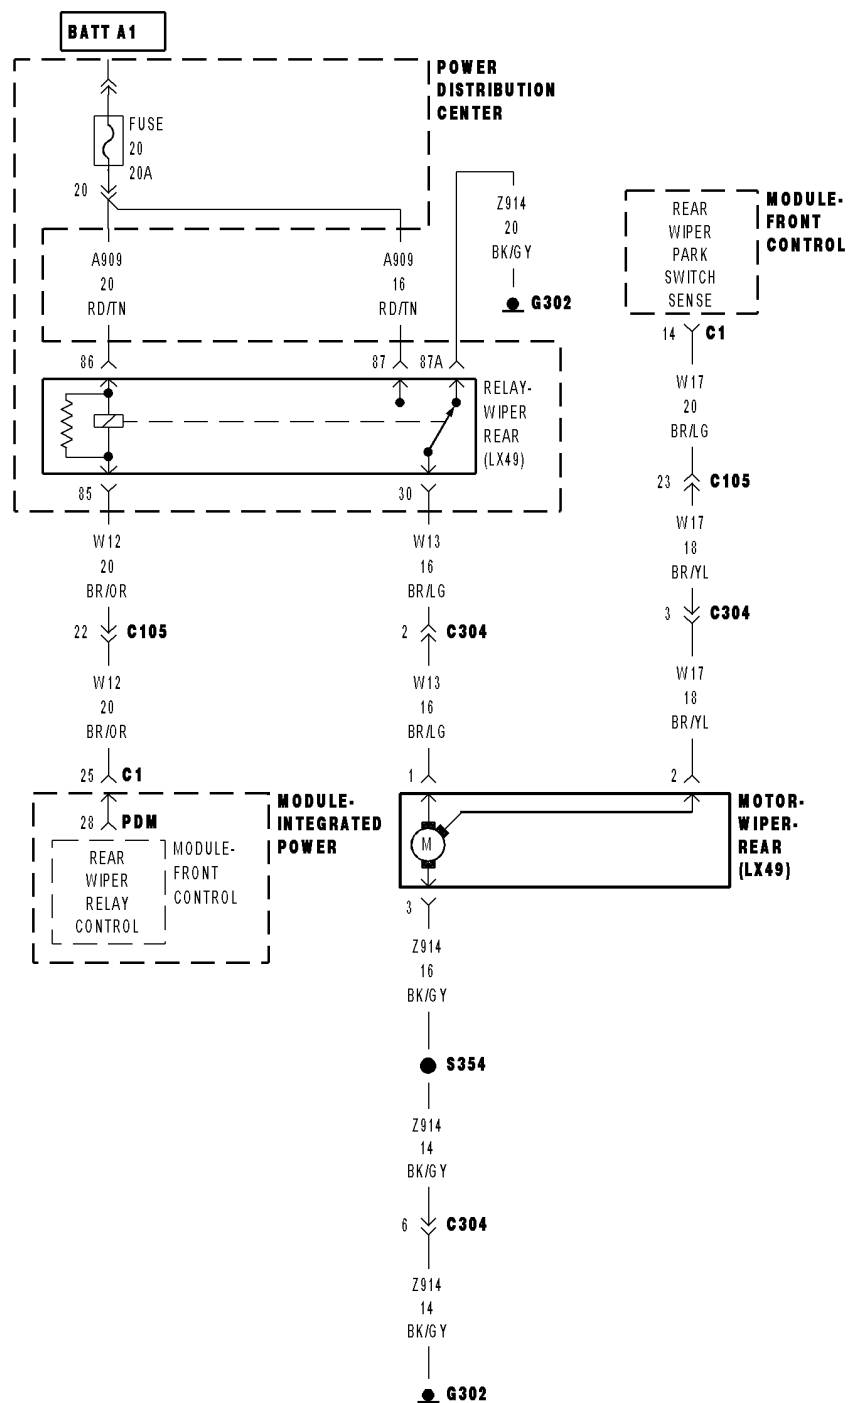 BATT A1
POWER
DISTRIBUTION
CENTER
FUSE
20
20A
20
A909
20
RD/TN
A909
16
RD/TN
Z914
20
BK/GY
G302
REAR
WIPER
PARK
SWITCH
SENSE
MODULE-
FRONT
CONTROL
14
C1
86
87
87A
RELAY-
WIPER
REAR
(LX49)
85
30
W17
20
BR/LG
23
C105
W17
18
BR/YL
3
C304
W17
18
BR/YL
W12
20
BR/OR
22
C105
W12
20
BR/OR
25
C1
W13
16
BR/LG
2
C304
W13
16
BR/LG
1
2
28
PDM
REAR
WIPER
RELAY
CONTROL
MODULE-
FRONT
CONTROL
MODULE-
INTEGRATED
POWER
M
MOTOR-
WIPER-
REAR
(LX49)
3
Z914
16
BK/GY
S354
Z914
14
BK/GY
6
C304
Z914
14
BK/GY
G302